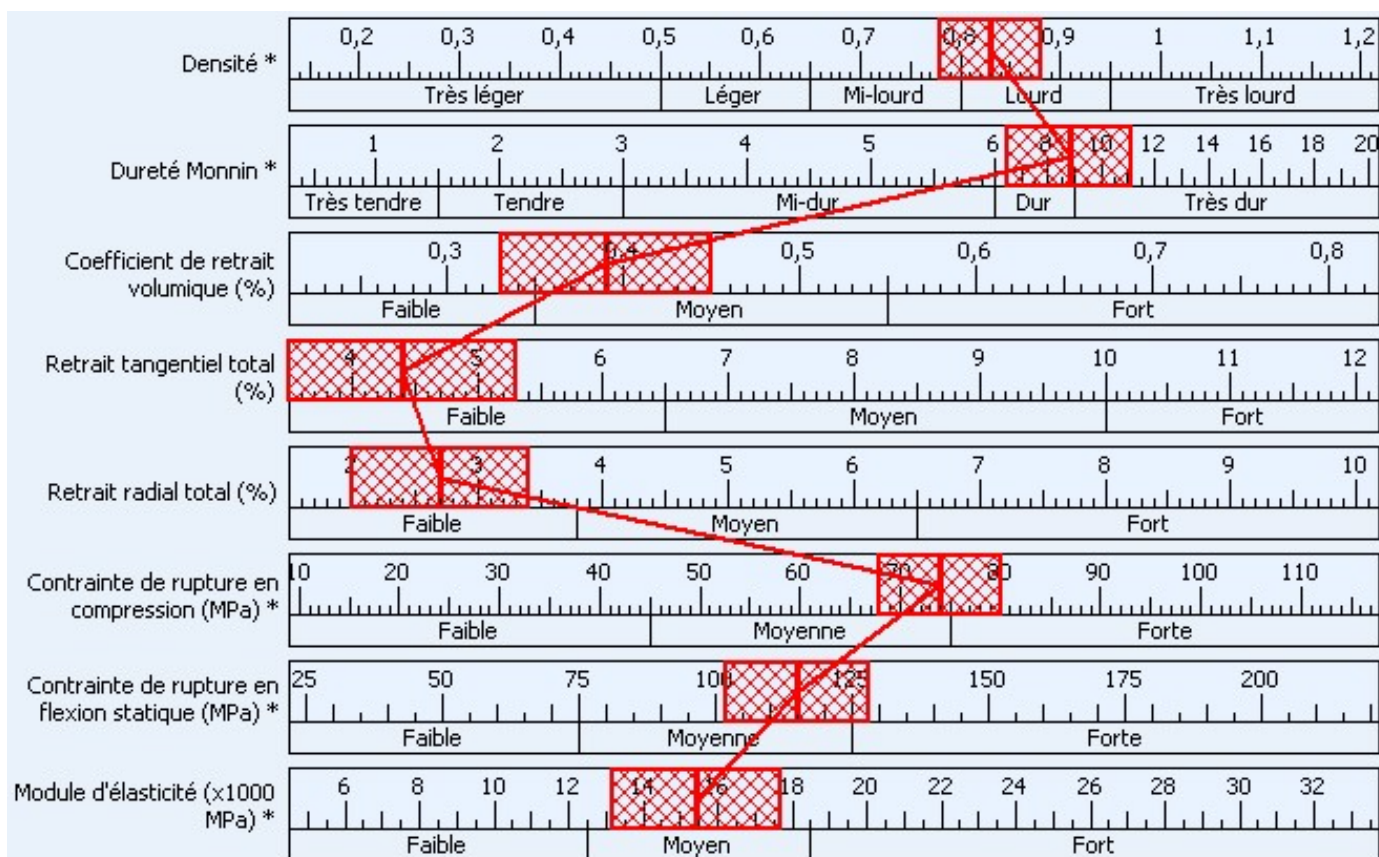 0,2 0,3 0,4 0,5 0,6 0,7 0,8 0,9 1 1,1 1,2
Densité *
Très léger Léger Mi-lourd Lourd Très lourd
1 2 3 4 5 6 8 10 12 14 16 18 20
Dureté Monnin *
Très tendre Tendre Mi-dur Dur Très dur
0,3 0,4 0,5 0,6 0,7 0,8
Coefficient de retrait
volumique (%)
Faible Moyen Fort
4 5 6 7 8 9 10 11 12
Retrait tangentiel total
(%)
Faible Moyen Fort
2 3 4 5 6 7 8 9 10
Retrait radial total (%)
Faible Moyen Fort
10 20 30 40 50 60 70 80 90 100 110
Contrainte de rupture en
compression (MPa) *
Faible Moyenne Forte
25 50 75 100 125 150 175 200
Contrainte de rupture en
flexion statique (MPa) *
Faible Moyenne Forte
6 8 10 12 14 16 18 20 22 24 26 28 30 32
Module d'élasticité (x1000
MPa) *
Faible Moyen Fort